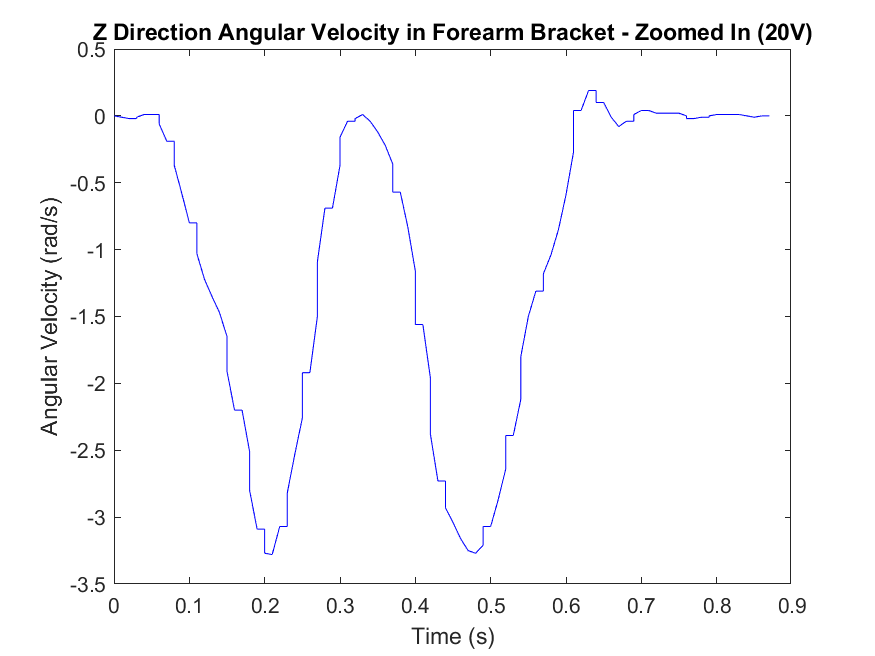 Z Direction Angular Velocity in Forearm Bracket - Zoomed In (20V)
0.5
0
-0.5
-1
-1.5
-2
-2.5
-3
-3.5
Angular Velocity (rad/s)
0 0.1 0.2 0.3 0.4 0.5 0.6 0.7 0.8 0.9
Time (s)